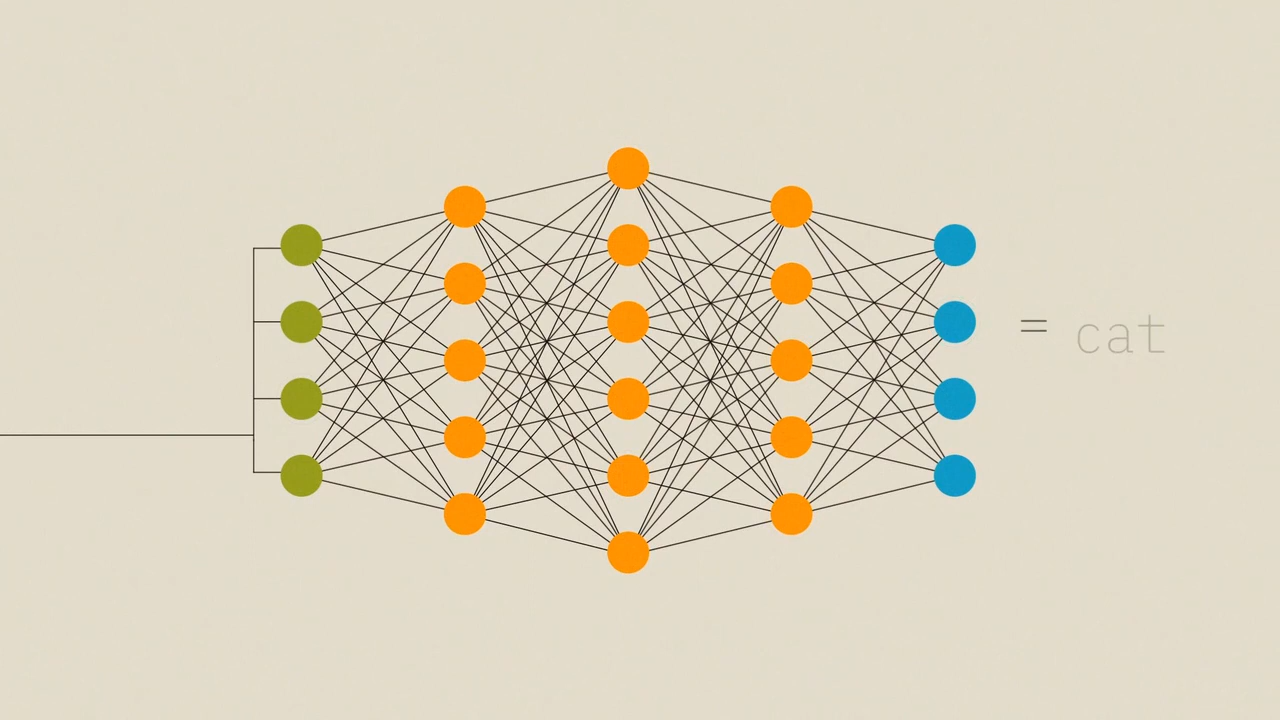 = cat